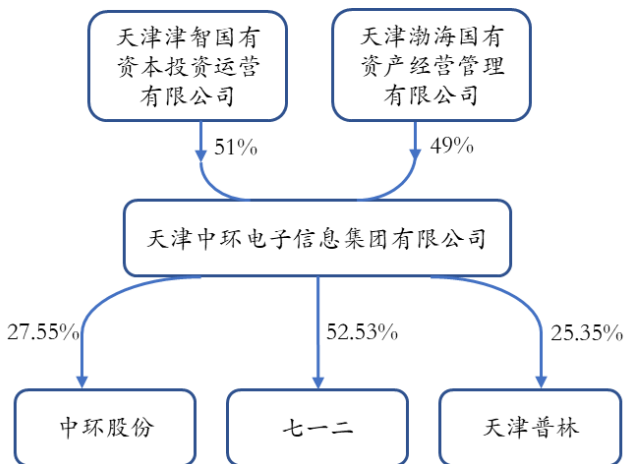 天津津智国有
资本投资运营
有限公司
天津渤海国有
资产经营管理
有限公司
51%
49%
天津中环电子信息集团有限公司
27.55%
52.53%
25.35%
中环股份
七一二
天津普林